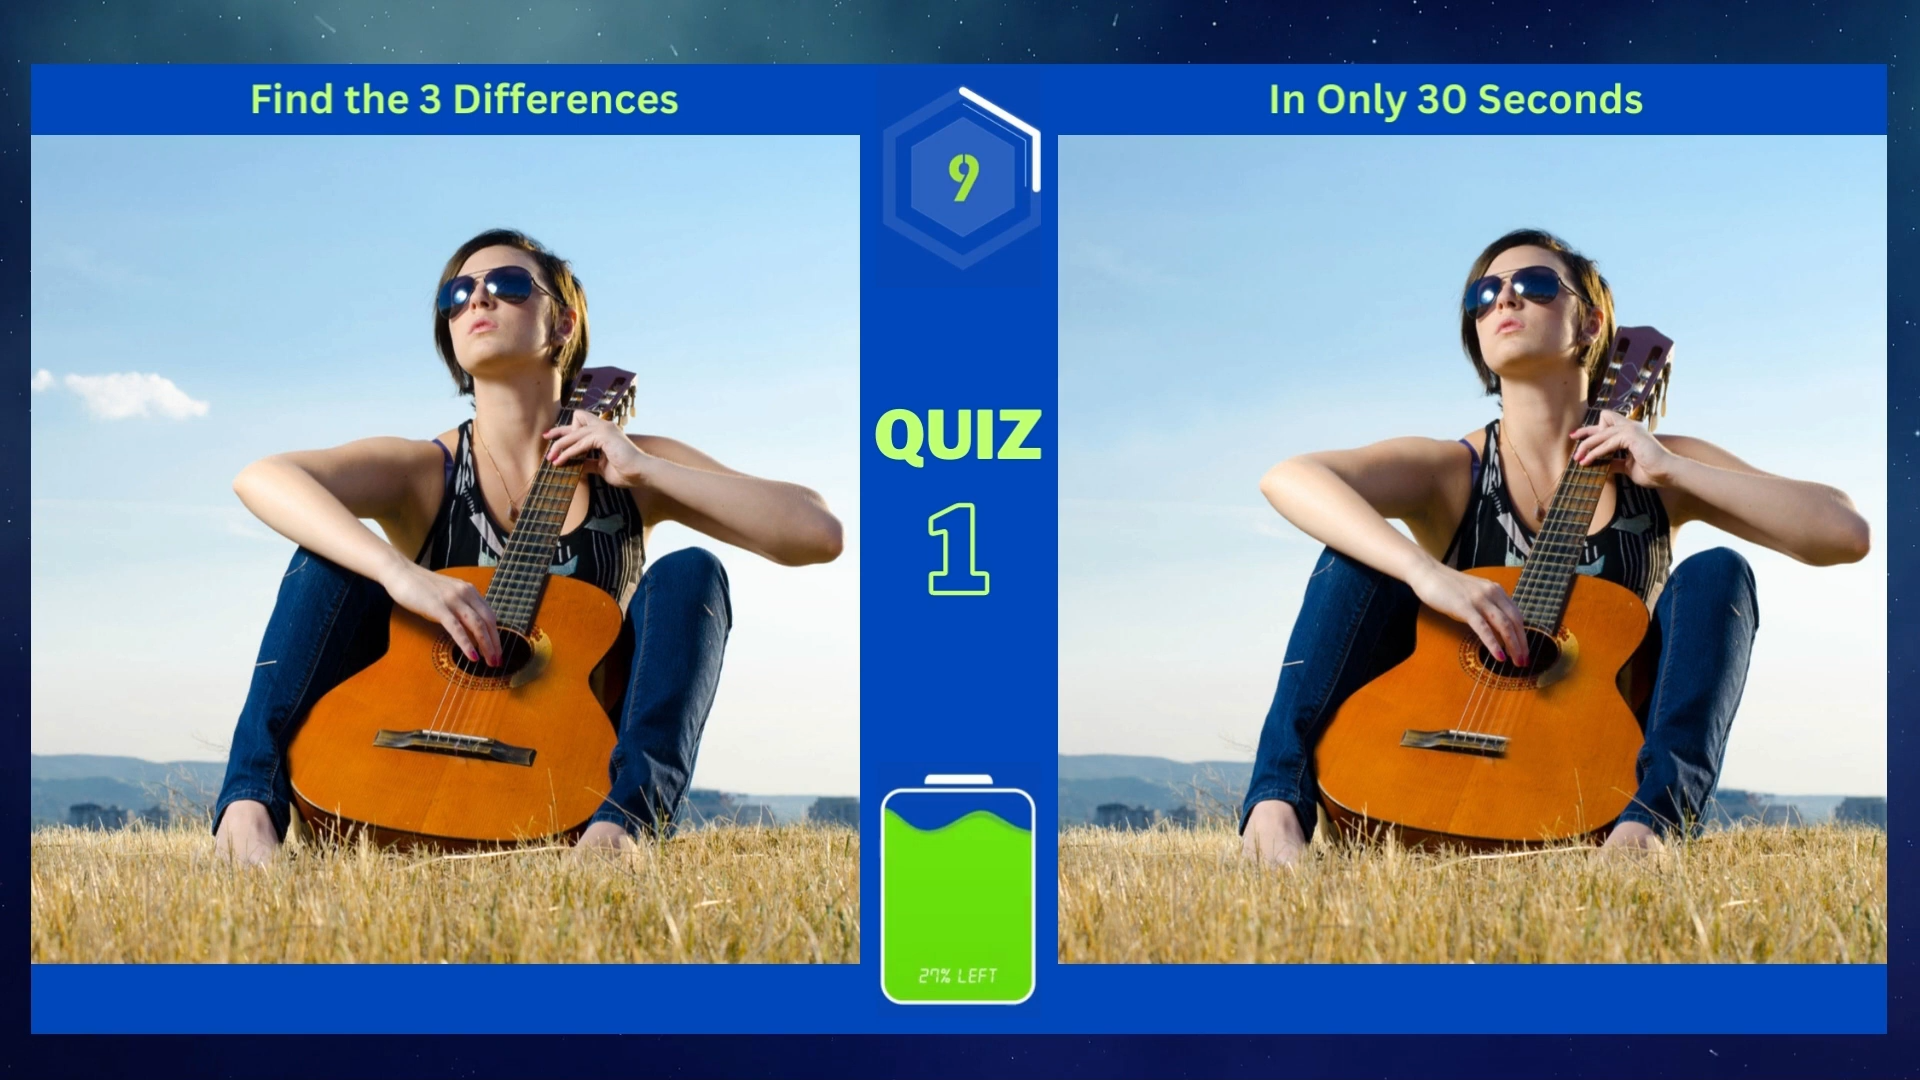 Find the 3 Differences
In Only 30 Seconds
9
QUIZ
1
27% LEFT